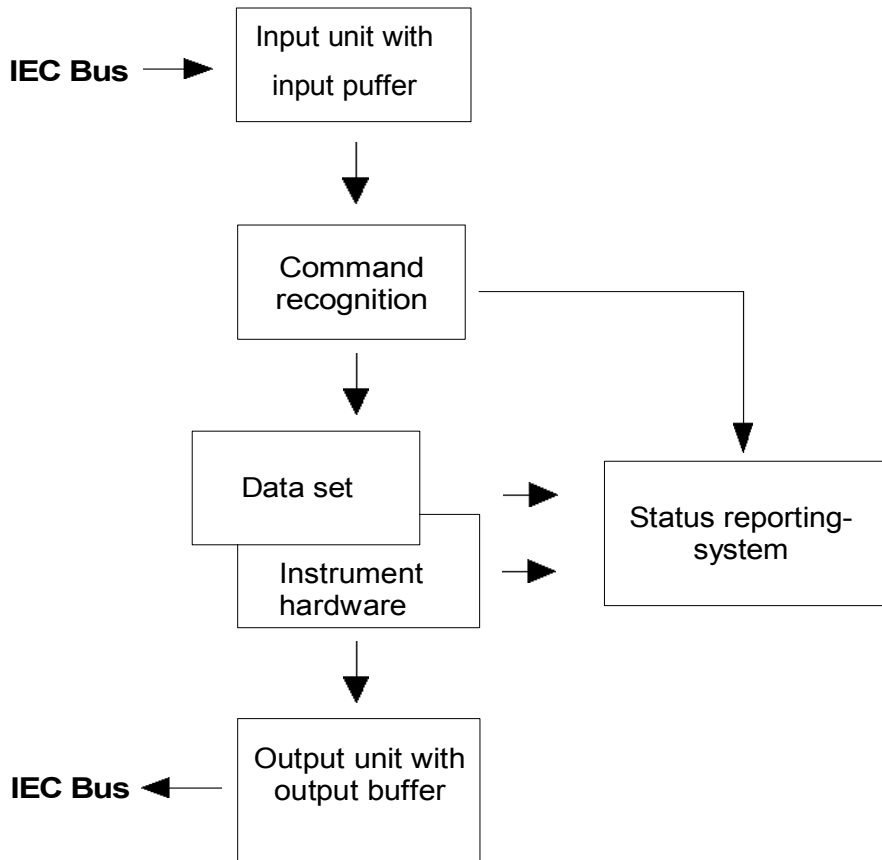 Input unit with
IEC Bus
input puffer
Command
recognition
Data set
Status reporting-
system
Instrument
hardware
Output unit with
output buffer
IEC Bus